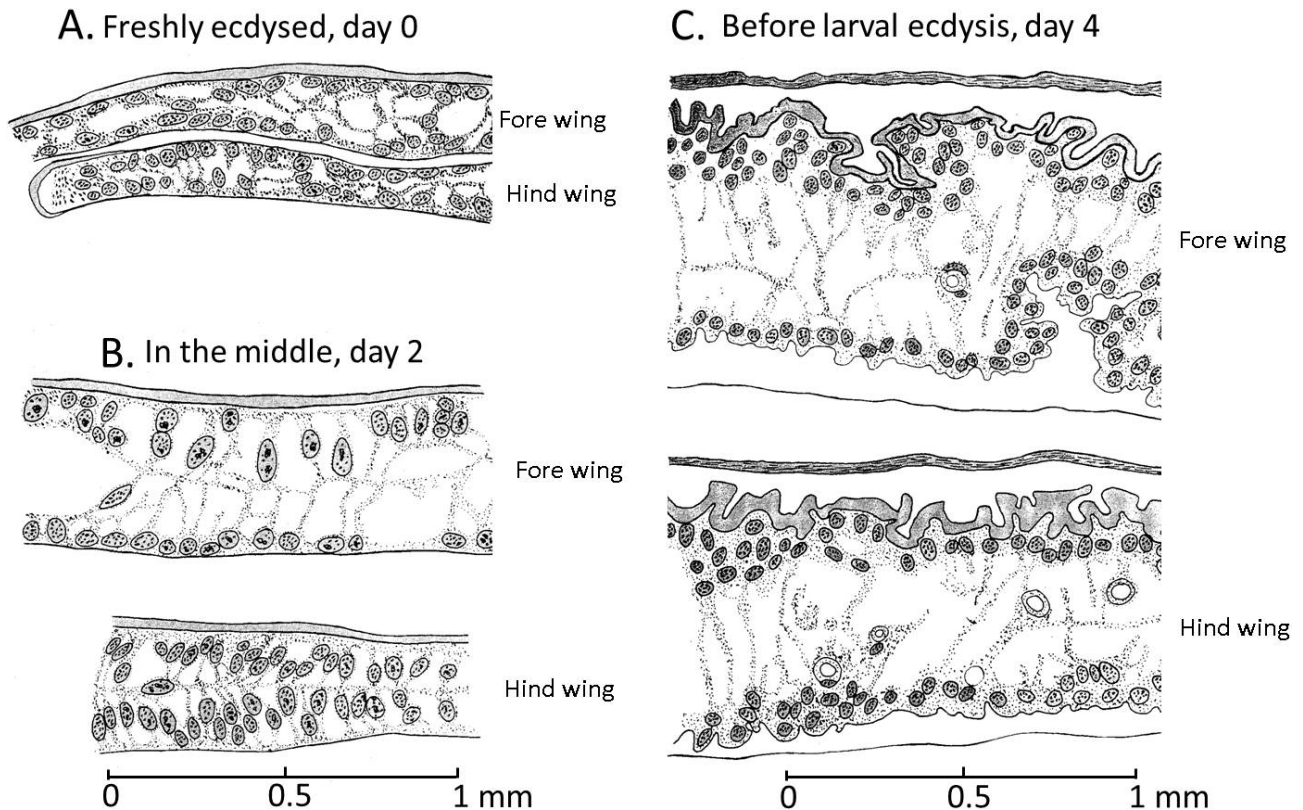 A. Freshly ecdysed, day 0
Fore wing
Hind wing
B. In the middle, day 2
Fore wing
Hind wing
0 0.5 1 mm
C. Before larval ecdysis, day 4
Fore wing
Hind wing
0 0.5 1 mm